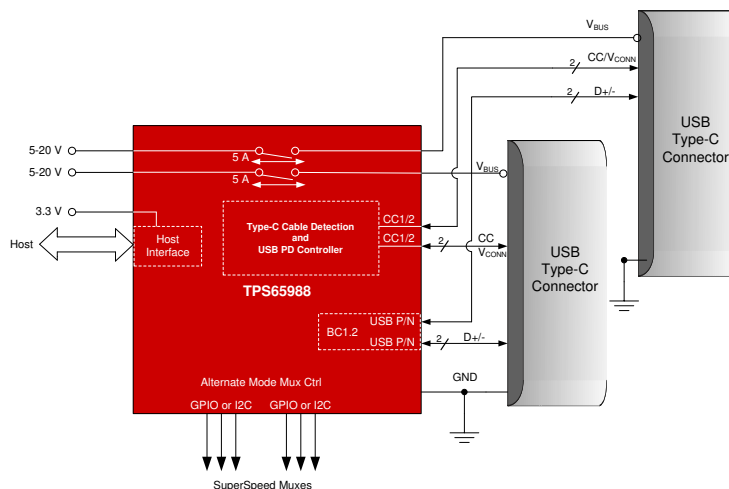 VBUS
2
CC/VCONN
2
D+/-
USB
Type-C
Connector
5-20 V
5 A
5-20 V
5 A
VBUS
3.3 V
Host
Host
Interface
Type-C Cable Detection
and
USB PD Controller
CC1/2
CC1/2
2
CC
VCONN
USB
Type-C
Connector
TPS65988
BC1.2
USB P/N
USB P/N
2
D+/-
Alternate Mode Mux Ctrl
GPIO or I2C
GPIO or I2C
GND
SuperSpeed Muxes